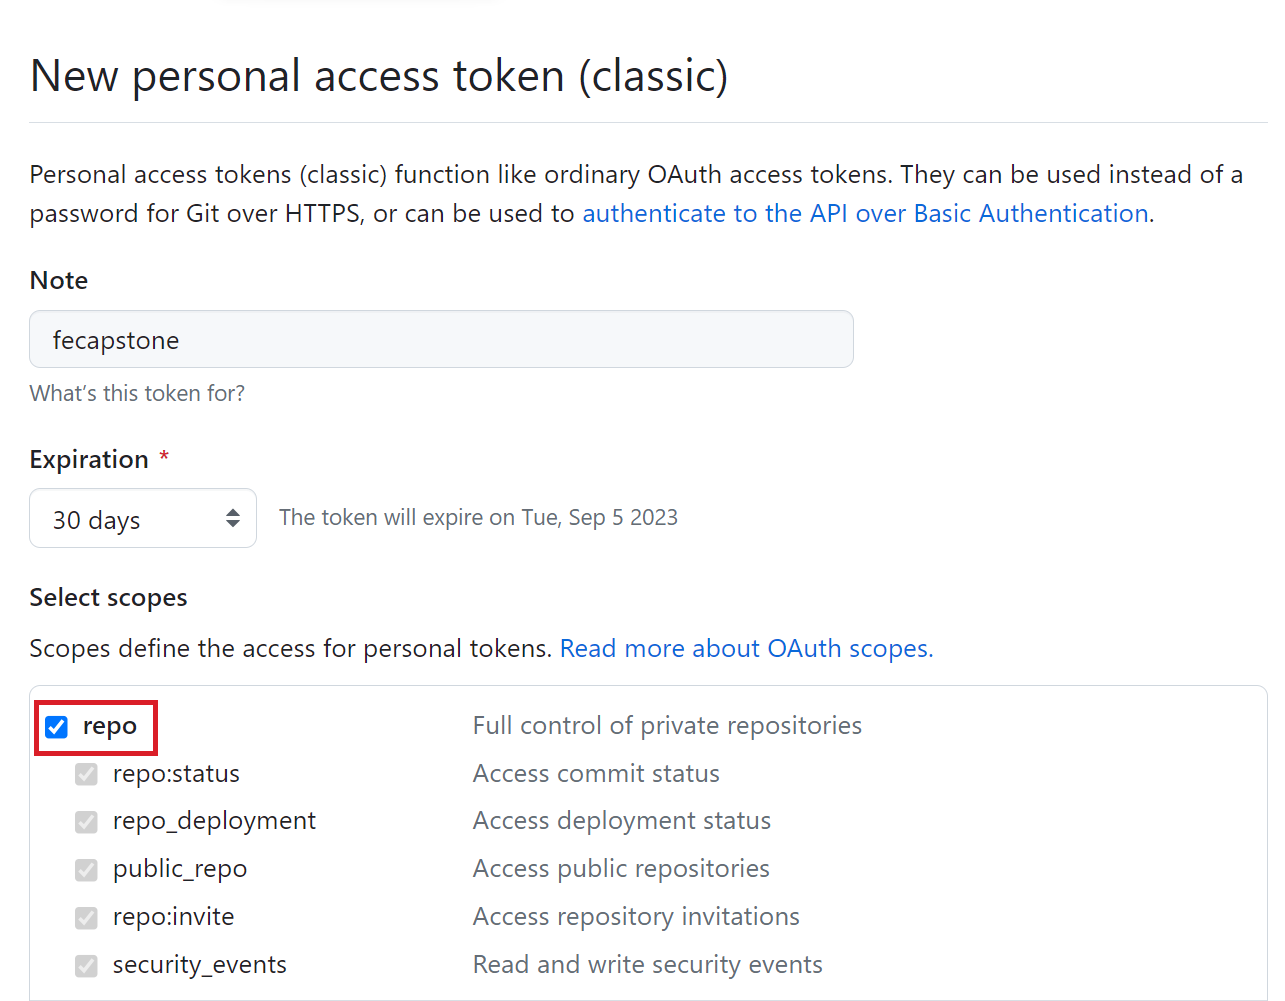 New personal access token (classic)
Personal access tokens (classic) function like ordinary OAuth access tokens. They can be used instead of a
password for Git over HTTPS, or can be used to authenticate to the API over Basic Authentication.
Note
fecapstone
What's this token for?
Expiration *
30 days The token will expire on Tue, Sep 5 2023
Select scopes
Scopes define the access for personal tokens. Read more about OAuth scopes.
repo Full control of private repositories
repo:status Access commit status
repo_deployment Access deployment status
public_repo Access public repositories
repo:invite Access repository invitations
security_events Read and write security events